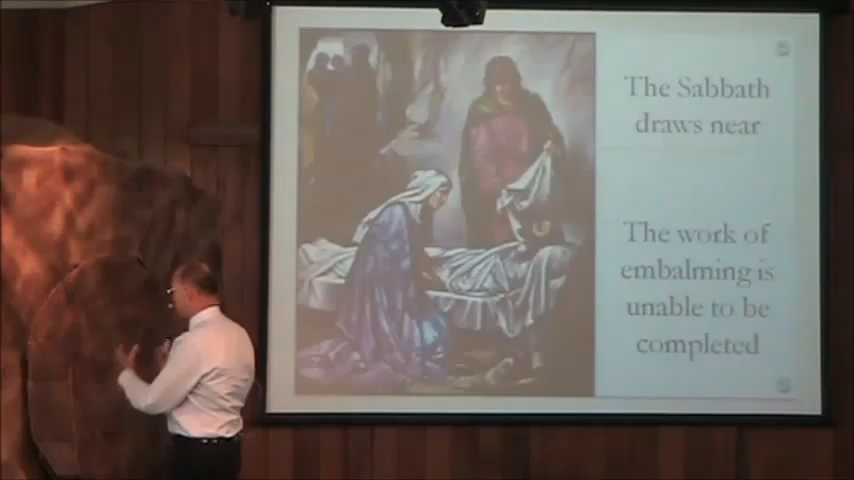 The Sabbath
draws near
The work of
embalming is
unable to be
completed